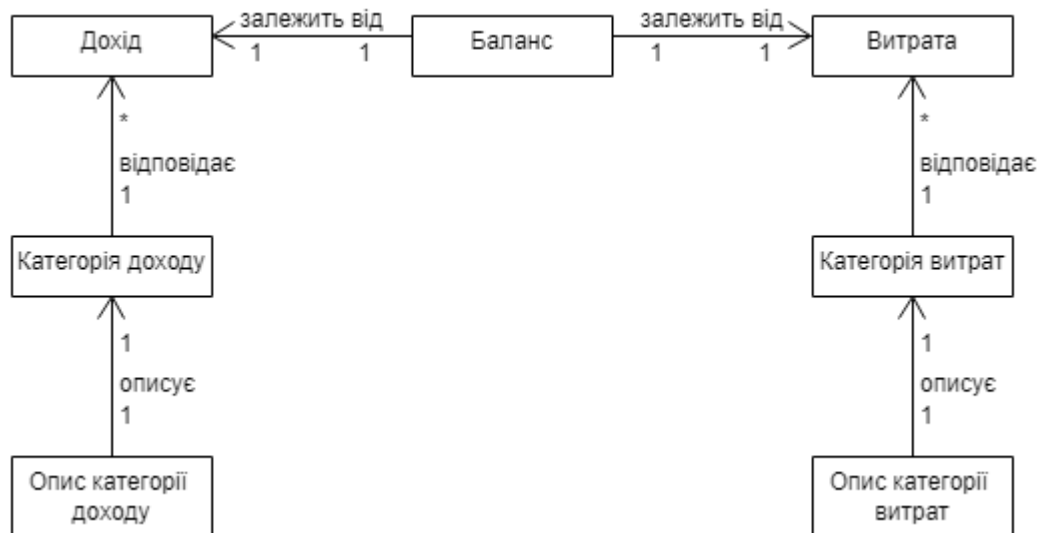 залежить від
залежить від
Дохід
Баланс
Витрата
1
1
1
1
*
*
відповідає
відповідає
1
1
Категорія доходу
Категорія витрат
1
1
описує
описує
1
1
Опис категорії
доходу
Опис категорії
витрат